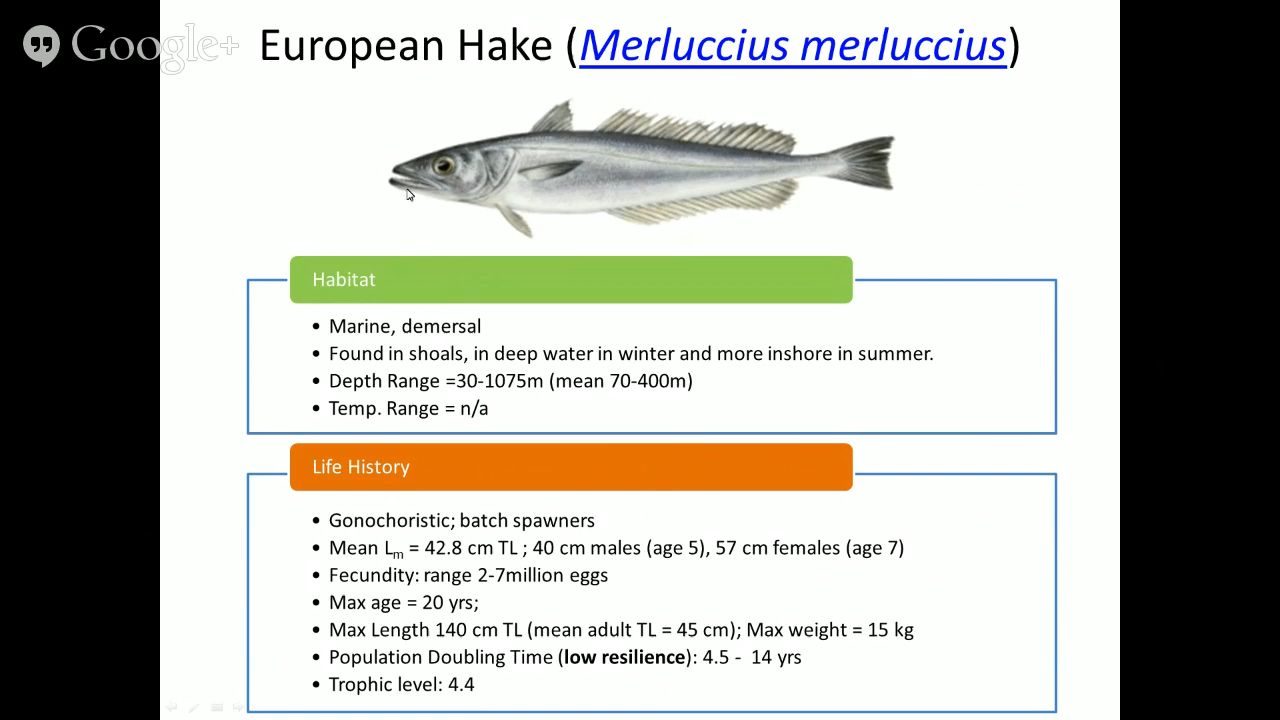 Google+
European Hake (Merluccius merluccius)
Habitat
• Marine, demersal
• Found in shoals, in deep water in winter and more inshore in summer.
• Depth Range =30-1075m (mean 70-400m)
• Temp. Range = n/a
Life History
• Gonochoristic; batch spawners
• Mean Lm = 42.8 cm TL ; 40 cm males (age 5), 57 cm females (age 7)
• Fecundity: range 2-7million eggs
• Max age = 20 yrs;
• Max Length 140 cm TL (mean adult TL = 45 cm); Max weight = 15 kg
• Population Doubling Time (low resilience): 4.5 - 14 yrs
• Trophic level: 4.4